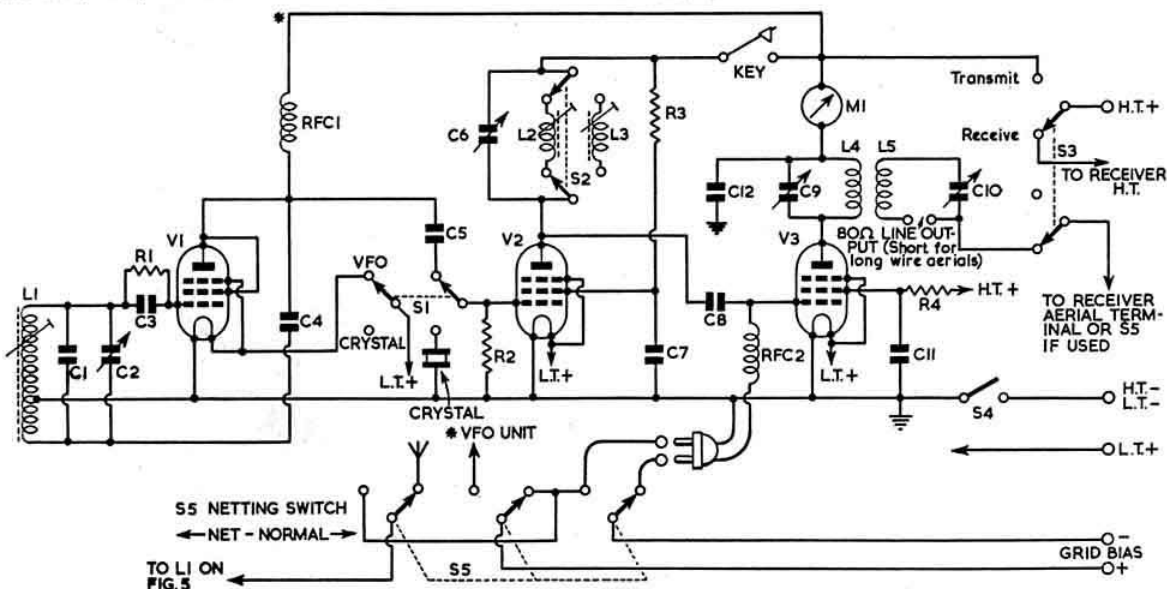 *
KEY
Transmit
M1
H.T.+
RFC1
C6
L2
L3
R3
Receive
S3
TO RECEIVER
H.T.
L4
L5
S2
C12
C9
C10
V1
R1
C5
V2
V3
80Ω LINE OUT-
PUT (Short for
long wire aerials)
VFO
L1
C3
S1
C8
R4
H.T.+
C4
TO RECEIVER
AERIAL TERM-
INAL OR S5
IF USED
CRYSTAL
R2
C7
RFC2
C11
C1
C2
L.T.+
L.T.+
L.T.+
S4
H.T.-
L.T.-
CRYSTAL
* VFO UNIT
L.T.+
S5 NETTING SWITCH
NET - NORMAL
-
GRID BIAS
+
TO L1 ON
FIG.5
S5